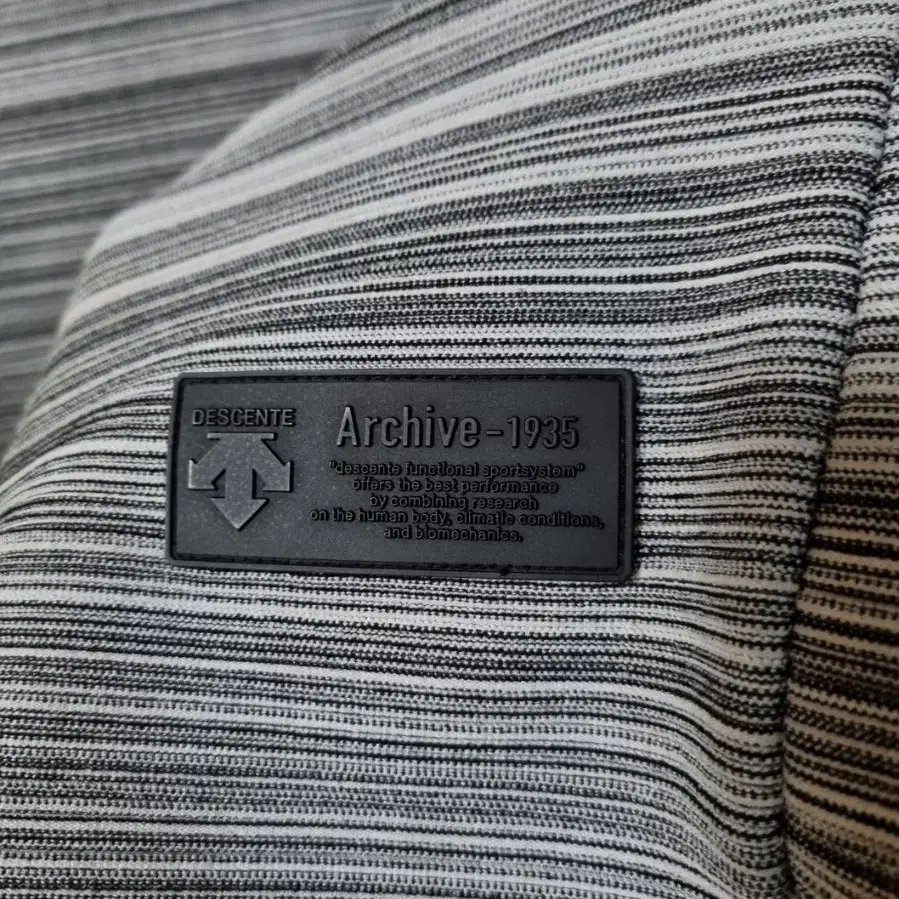 DESCENTE
Archive-1935
"descente functional sportsystem"
offers the best performance
by combining research
on the human body, climatic conditions,
and biomechanics.